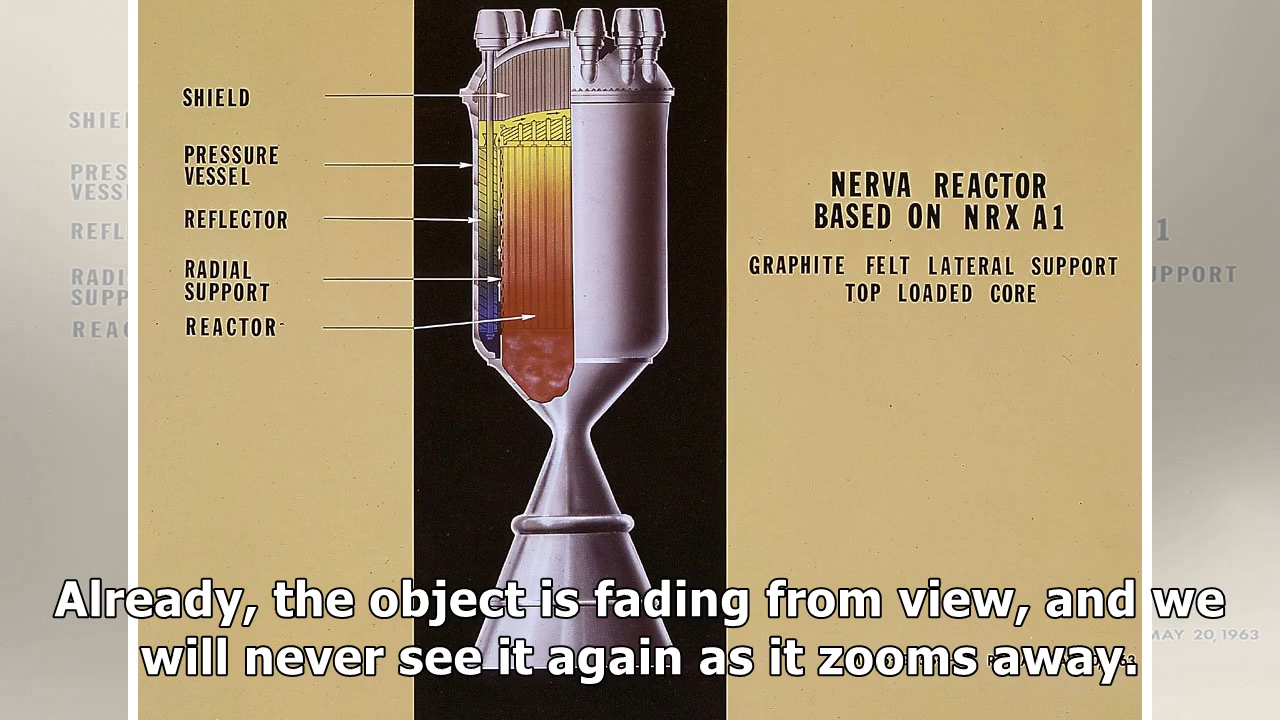 SHIELD
PRESSURE
VESSEL
REFLECTOR
RADIAL
SUPPORT
REACTOR
NERVA REACTOR
BASED ON NRX A1
GRAPHITE FELT LATERAL SUPPORT
TOP LOADED CORE
MAY 20, 1963
Already, the object is fading from view, and we
will never see it again as it zooms away.